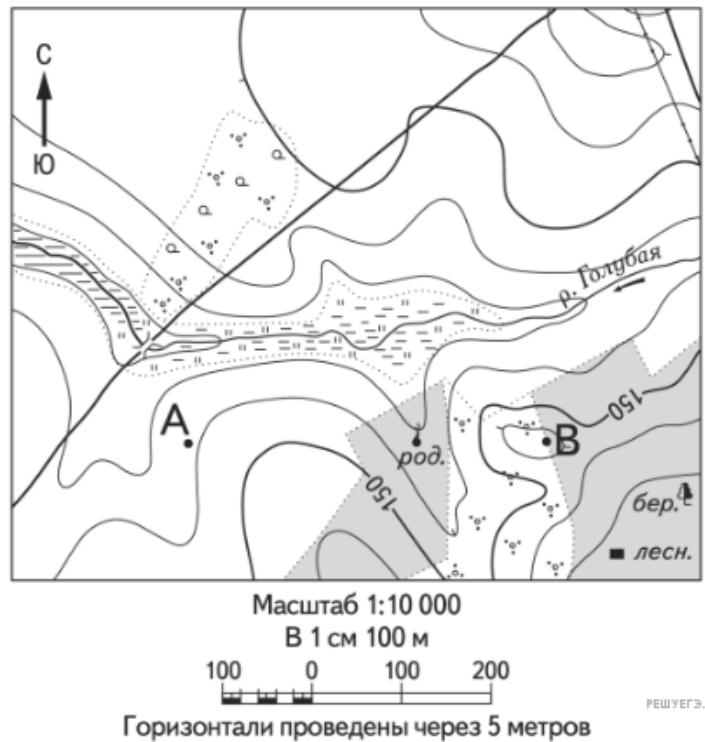 С
Ю
р. Голубая
А
150
В
род.
150
бер.
лесн.
Масштаб 1:10 000
В 1 см 100 м
100 0 100 200
Горизонтали проведены через 5 метров
РЕШУЕГЭ.